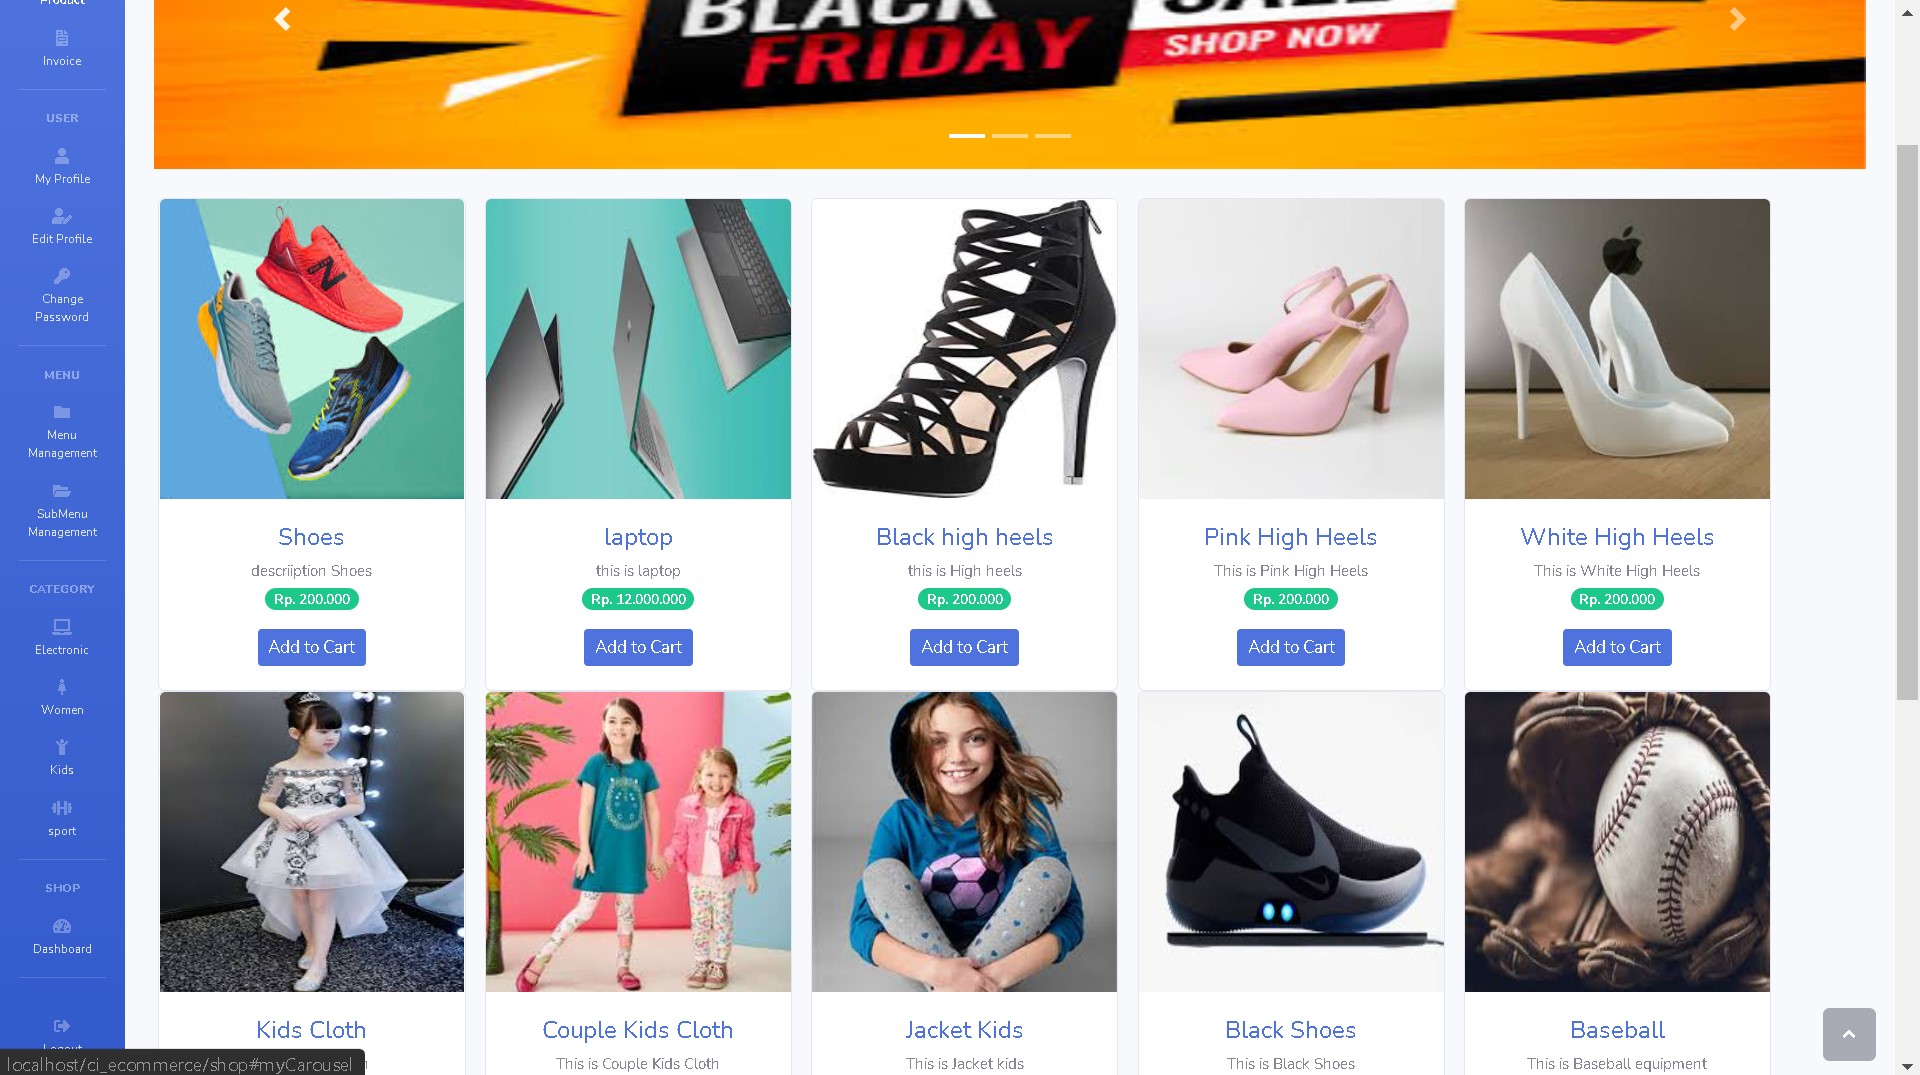 Product
Invoice
USER
My Profile
Edit Profile
Change
Password
MENU
Menu
Management
SubMenu
Management
CATEGORY
Electronic
Women
Kids
sport
SHOP
Dashboard
Logout
BLACK
FRIDAY
SALE
SHOP NOW
Shoes
descriiption Shoes
Rp. 200.000
Add to Cart
laptop
this is laptop
Rp. 12.000.000
Add to Cart
Black high heels
this is High heels
Rp. 200.000
Add to Cart
Pink High Heels
This is Pink High Heels
Rp. 200.000
Add to Cart
White High Heels
This is White High Heels
Rp. 200.000
Add to Cart
Kids Cloth
Couple Kids Cloth
This is Couple Kids Cloth
Jacket Kids
This is Jacket kids
Black Shoes
This is Black Shoes
Baseball
This is Baseball equipment
localhost/ci_ecommerce/shop#myCarousel